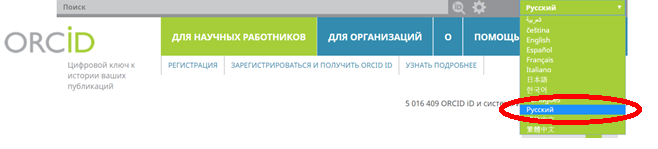 Поиск
iD
Русский
العربية
čeština
English
Español
Français
Italiano
日本語
한국어
Русский
繁體中文
ORCiD
Цифровой ключ к
истории ваших
публикаций
ДЛЯ НАУЧНЫХ РАБОТНИКОВ
ДЛЯ ОРГАНИЗАЦИЙ
О
ПОМОЩЬ
РЕГИСТРАЦИЯ
ЗАРЕГИСТРИРОВАТЬСЯ И ПОЛУЧИТЬ ORCID ID
УЗНАТЬ ПОДРОБНЕЕ
5 016 409 ORCID iD и систе